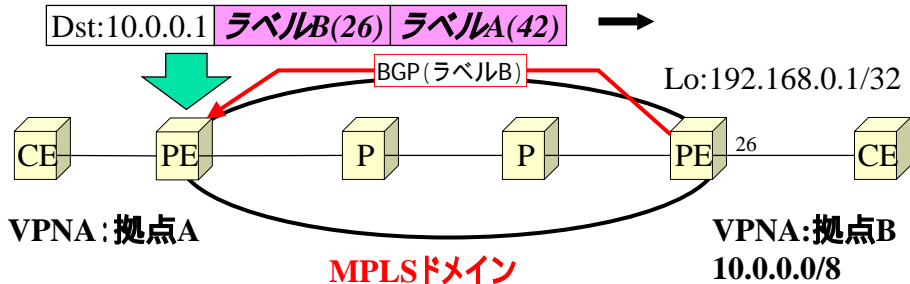 Dst:10.0.0.1 ラベルB(26) ラベルA(42)
BGP(ラベルB)
Lo:192.168.0.1/32
CE PE P P PE 26 CE
VPNA:拠点A
VPNA:拠点B
MPLSドメイン
10.0.0.0/8